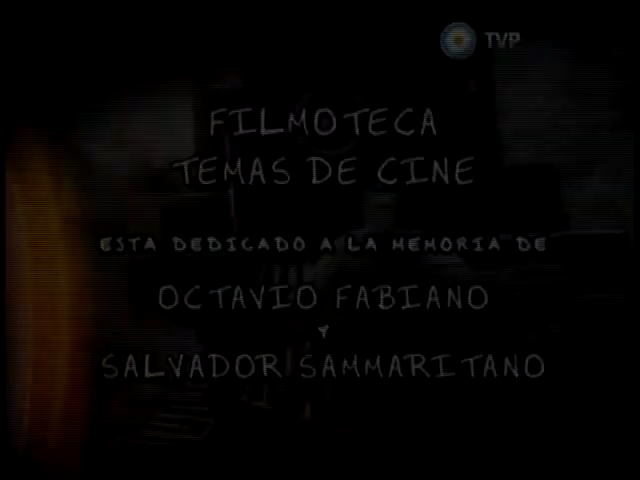 TVP
FILMOTECA
TEMAS DE CINE
ESTA DEDICADO A LA MEMORIA DE
OCTAVIO FABIANO
Y
SALVADOR SAMMARITANO